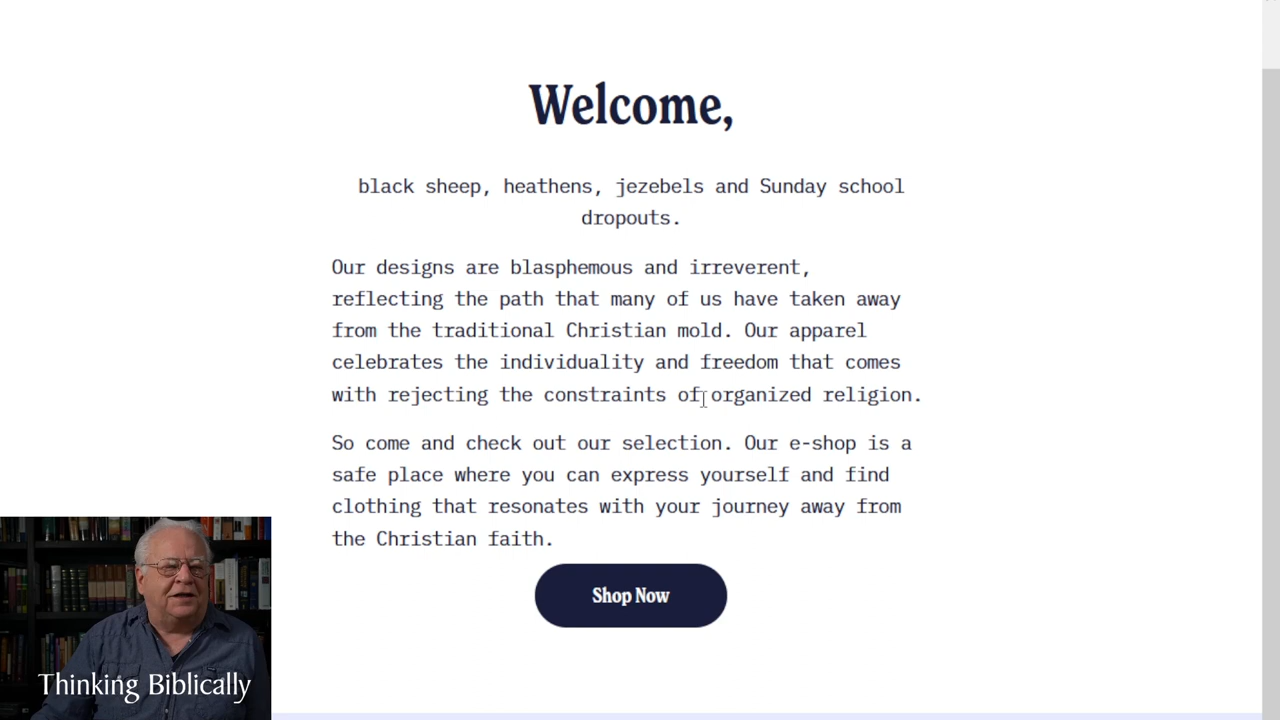 Welcome,
black sheep, heathens, jezebels and Sunday school
dropouts.
Our designs are blasphemous and irreverent,
reflecting the path that many of us have taken away
from the traditional Christian mold. Our apparel
celebrates the individuality and freedom that comes
with rejecting the constraints of organized religion.
So come and check out our selection. Our e-shop is a
safe place where you can express yourself and find
clothing that resonates with your journey away from
the Christian faith.
Shop Now
Thinking Biblically